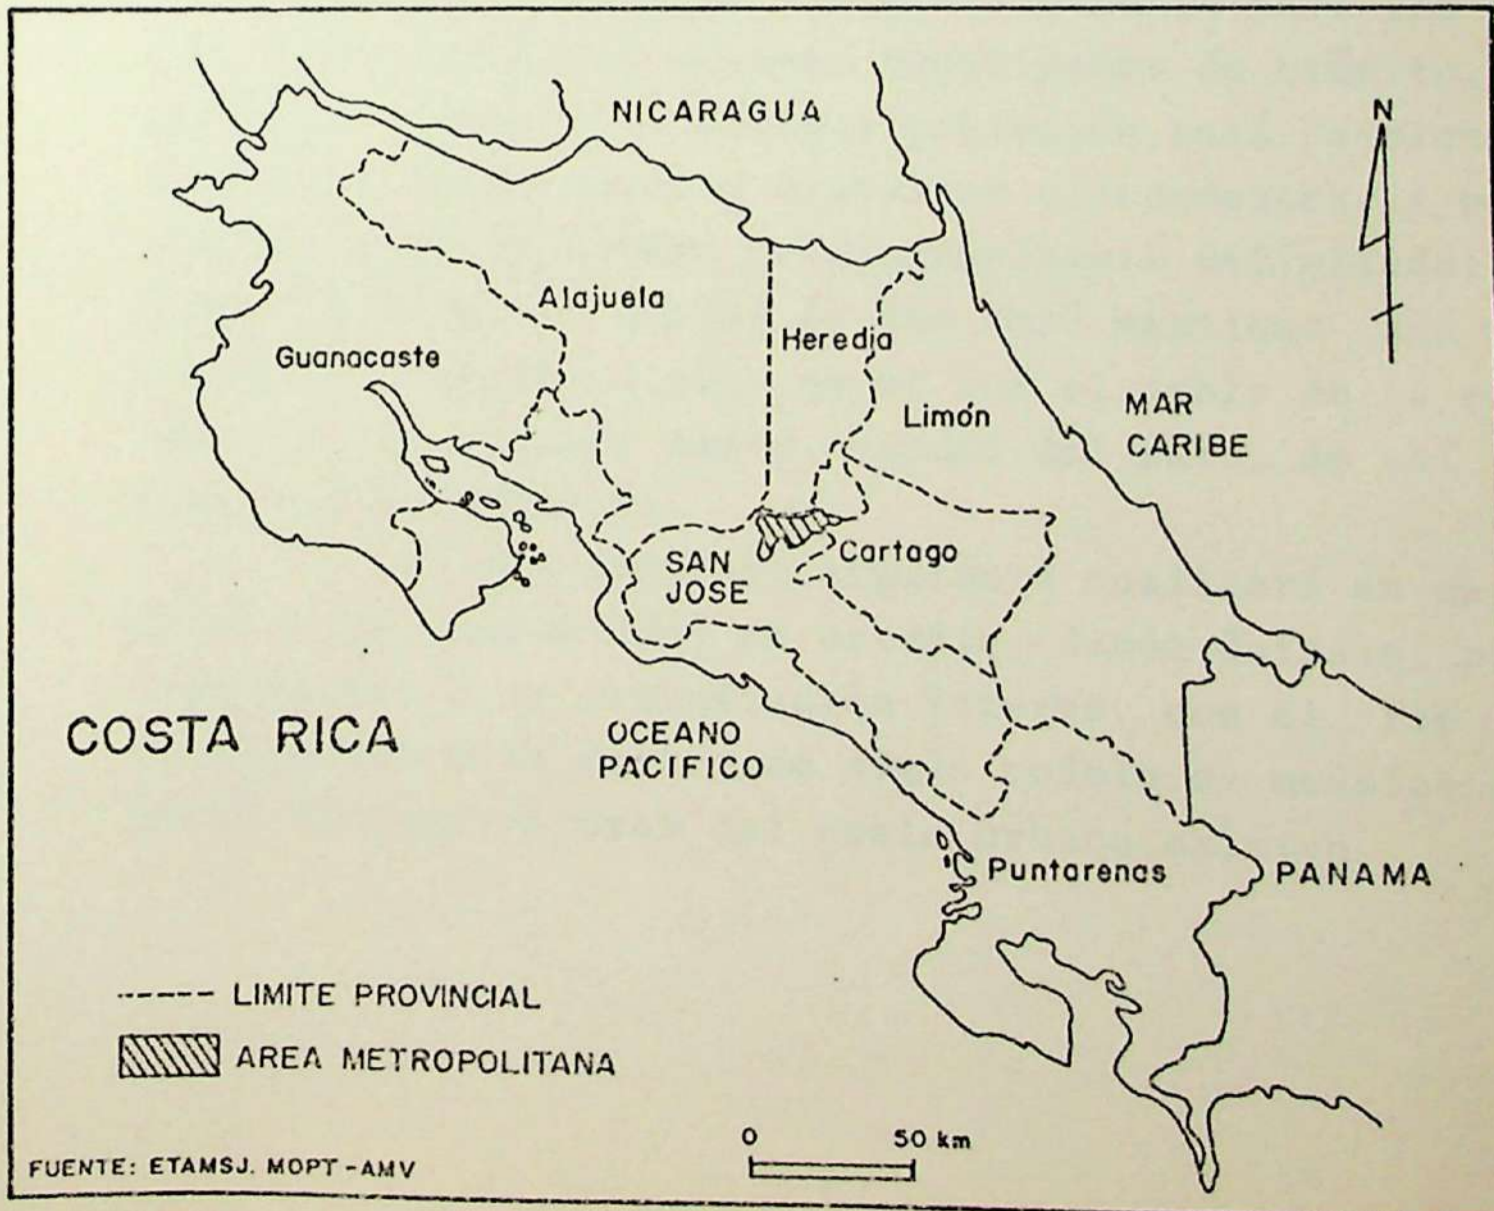 NICARAGUA
N
Alajuela
Heredia
Guanacaste
Limón
MAR
CARIBE
SAN
JOSE
Cartago
COSTA RICA
OCEANO
PACIFICO
Puntarenas
PANAMA
LIMITE PROVINCIAL
AREA METROPOLITANA
0 50 km
FUENTE: ETAMSJ. MOPT-AMV